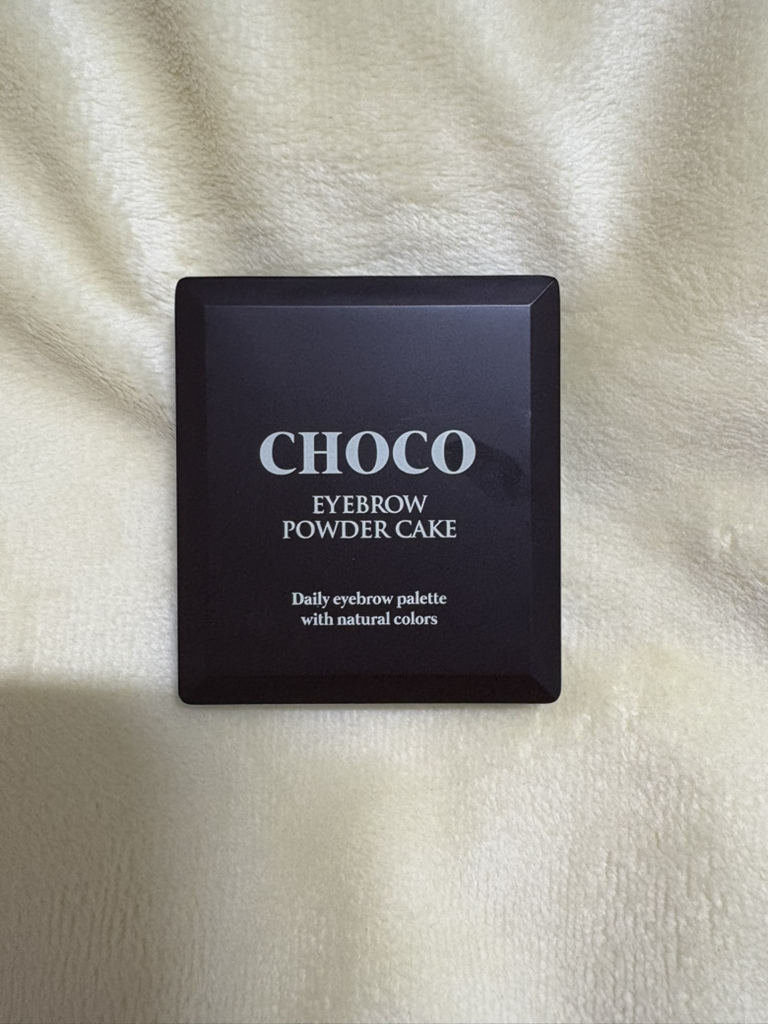 CHOCO
EYEBROW
POWDER CAKE
Daily eyebrow palette
with natural colors